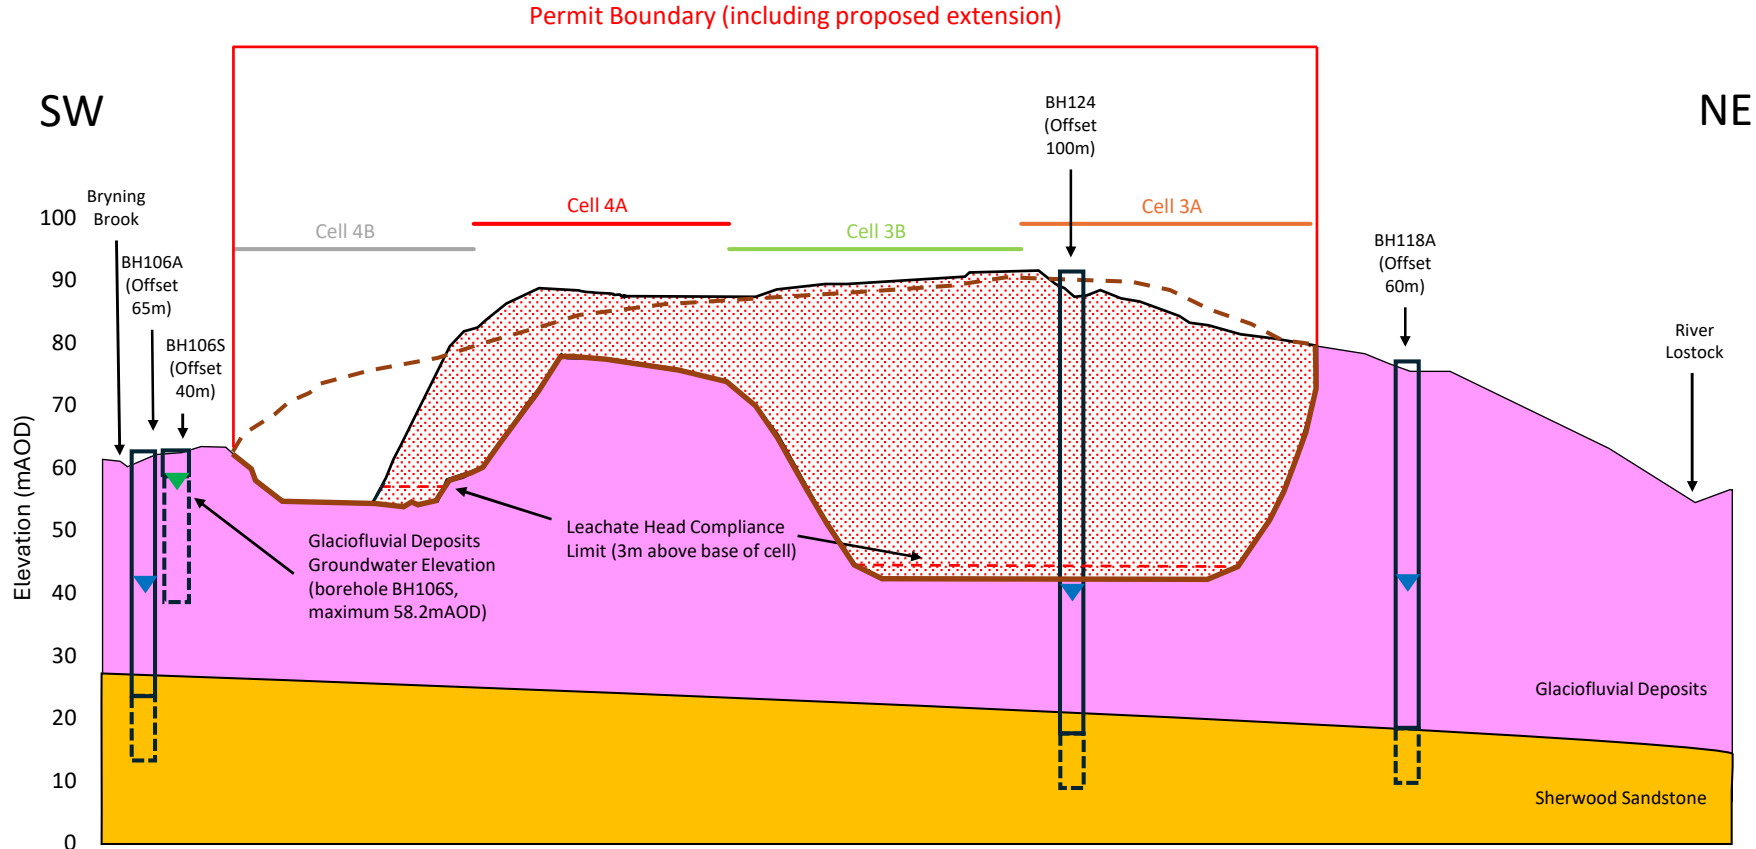 Permit Boundary (including proposed extension)
SW
NE
BH124
(Offset
100m)
Bryning
Brook
Cell 4B
Cell 4A
Cell 3B
Cell 3A
BH106A
(Offset
65m)
BH106S
(Offset
40m)
BH118A
(Offset
60m)
River
Lostock
Elevation (mAOD)
100
90
80
70
60
50
40
30
20
10
0
Glaciofluvial Deposits
Groundwater Elevation
(borehole BH106S,
maximum 58.2mAOD)
Leachate Head Compliance
Limit (3m above base of cell)
Glaciofluvial Deposits
Sherwood Sandstone